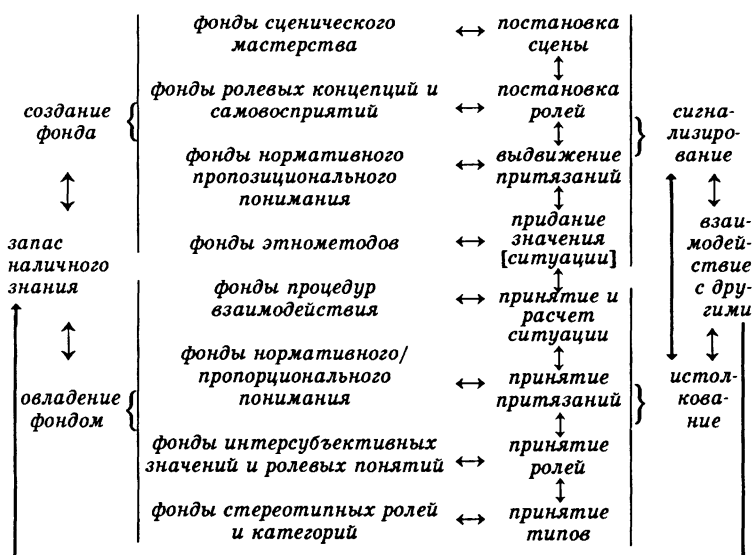 фонды сценического
мастерства
постановка
сцены
фонды ролевых концепций и
самовосприятий
постановка
ролей
создание
фонда
сигна-
лизиро-
вание
фонды нормативного
пропозиционального
понимания
выдвижение
притязаний
фонды этнометодов
придание
значения
[ситуации]
запас
наличного
знания
взаи-
модей-
ствие
с дру-
гими
фонды процедур
взаимодействия
принятие и
расчет
ситуации
фонды нормативного/
пропорционального
понимания
принятие
притязаний
овладение
фондом
истол-
кова-
ние
фонды интерсубъективных
значений и ролевых понятий
принятие
ролей
фонды стереотипных ролей
и категорий
принятие
типов